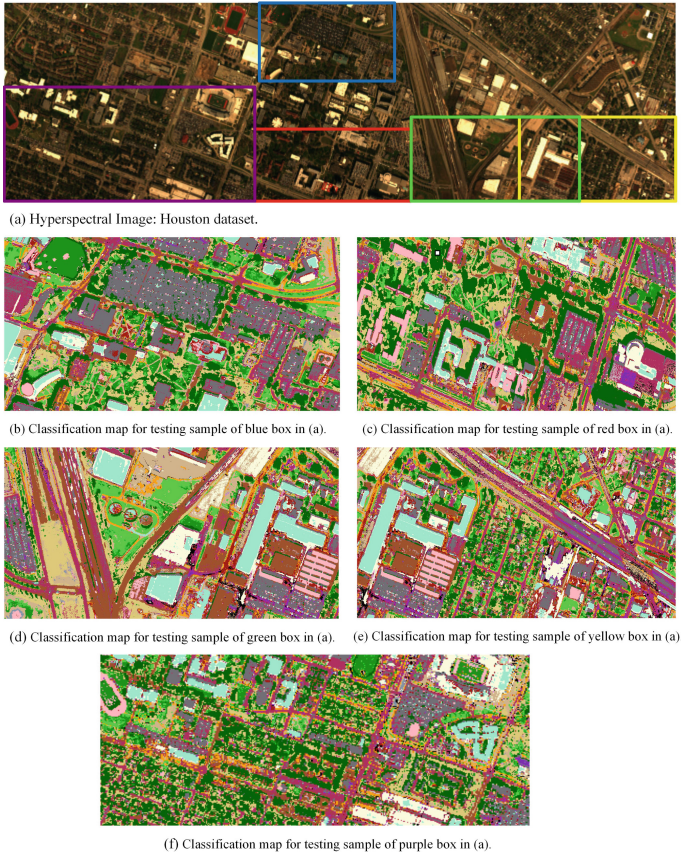 (a) Hyperspectral Image: Houston dataset.
(b) Classification map for testing sample of blue box in (a).
(c) Classification map for testing sample of red box in (a).
(d) Classification map for testing sample of green box in (a).
(e) Classification map for testing sample of yellow box in (a)
(f) Classification map for testing sample of purple box in (a).